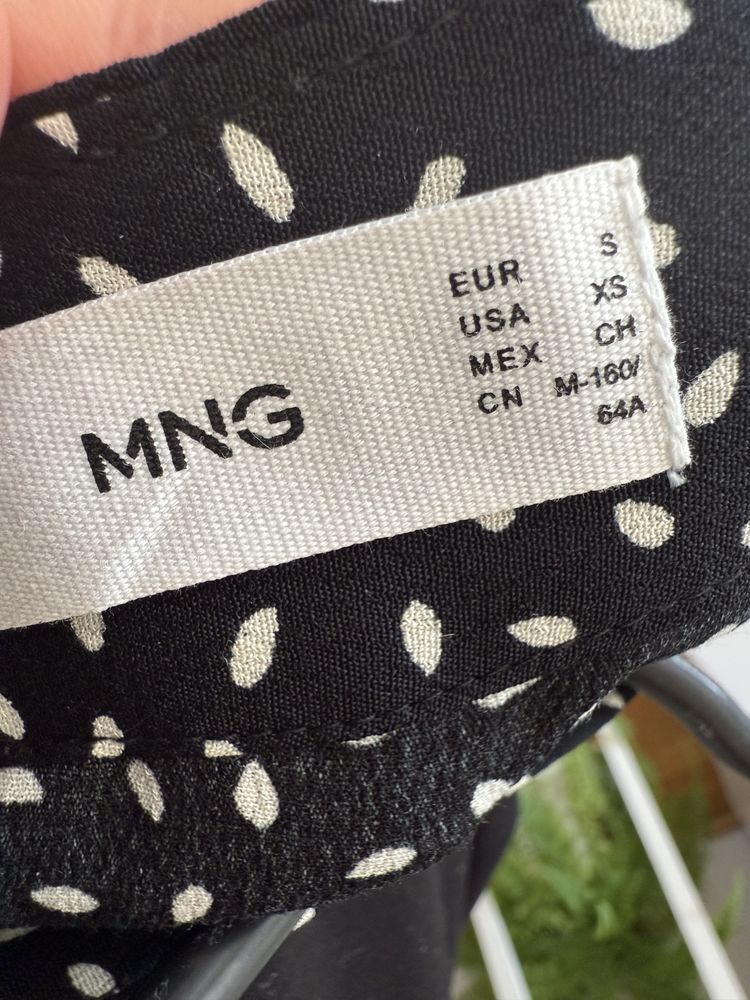 MNG
EUR S
USA XS
MEX CH
CN M-160/
64A